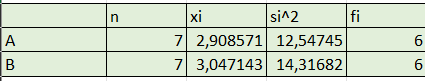 n xi si^2 fi
A 7 2,908571 12,54745 6
B 7 3,047143 14,31682 6